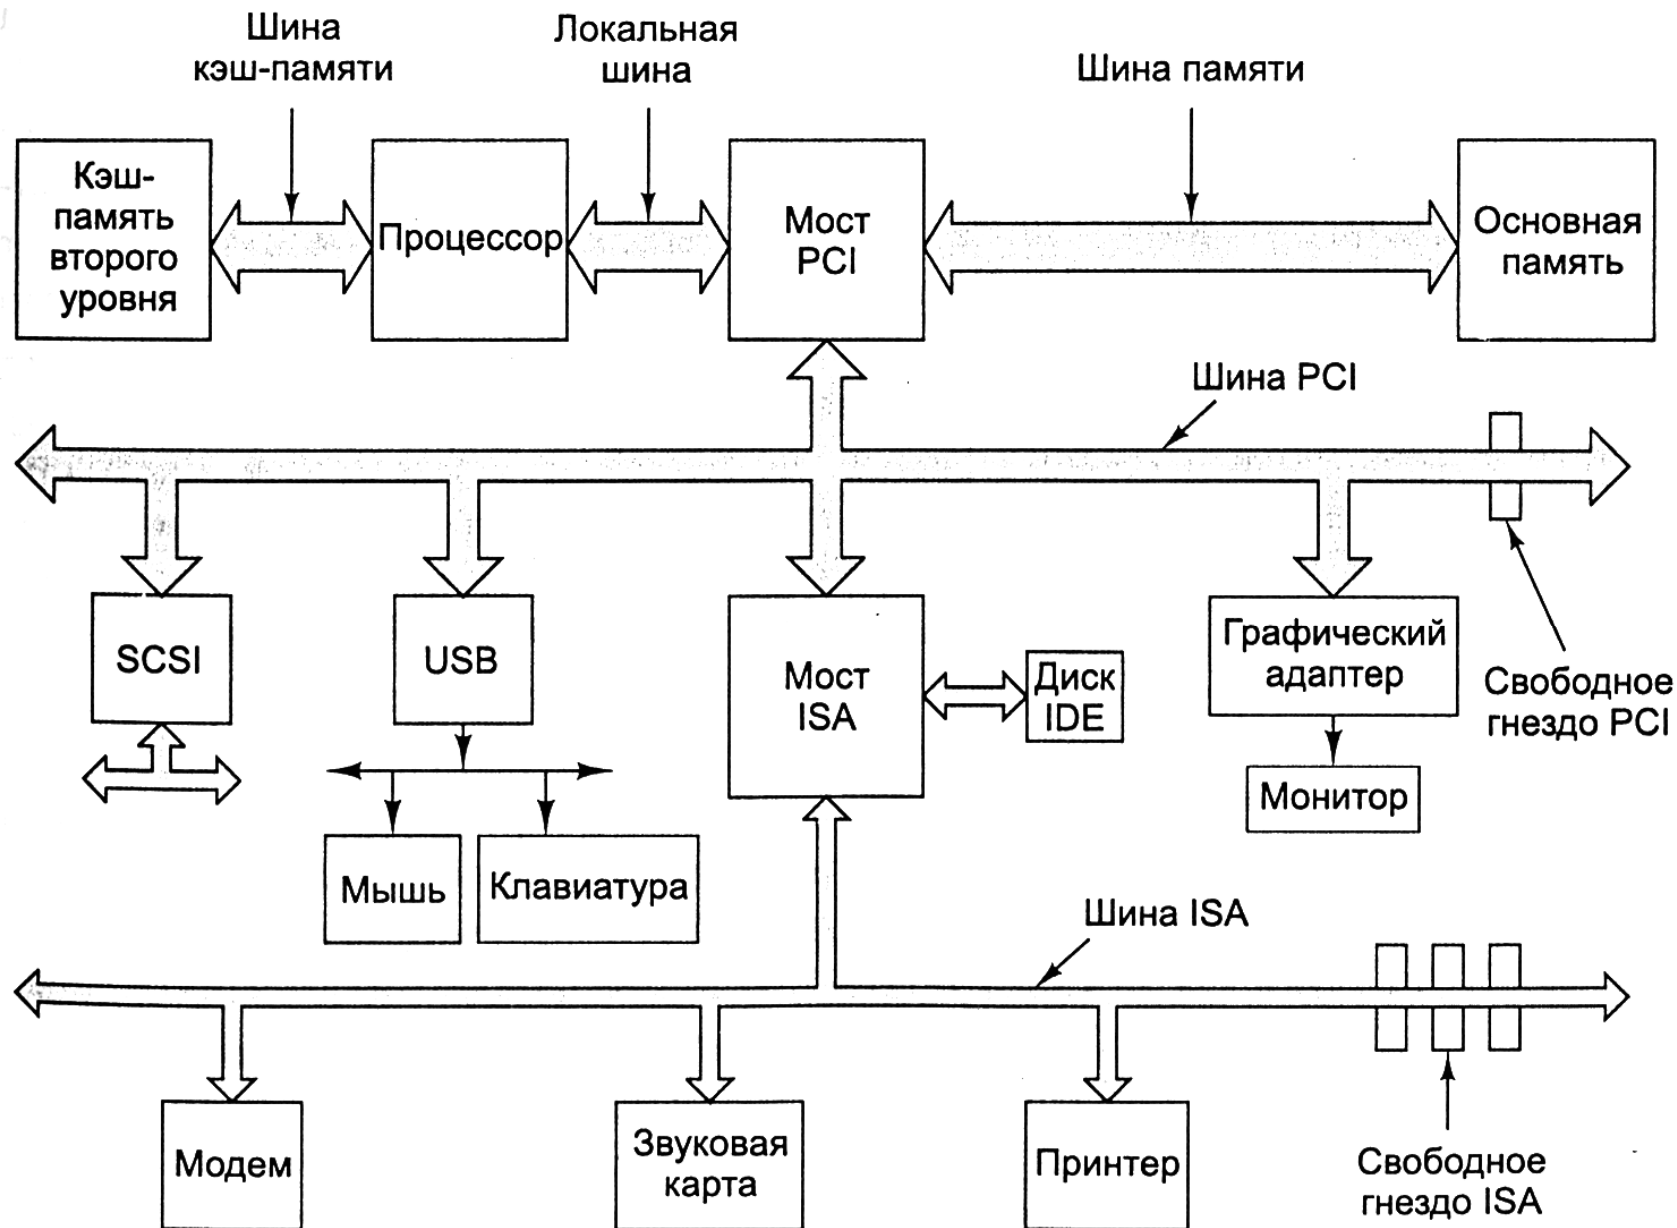 Шина
кэш-памяти
Локальная
шина
Шина памяти
Кэш-
память
второго
уровня
Процессор
Мост
PCI
Основная
память
Шина PCI
SCSI
USB
Мост
ISA
Диск
IDE
Графический
адаптер
Свободное
гнездо PCI
Монитор
Мышь
Клавиатура
Шина ISA
Модем
Звуковая
карта
Принтер
Свободное
гнездо ISA